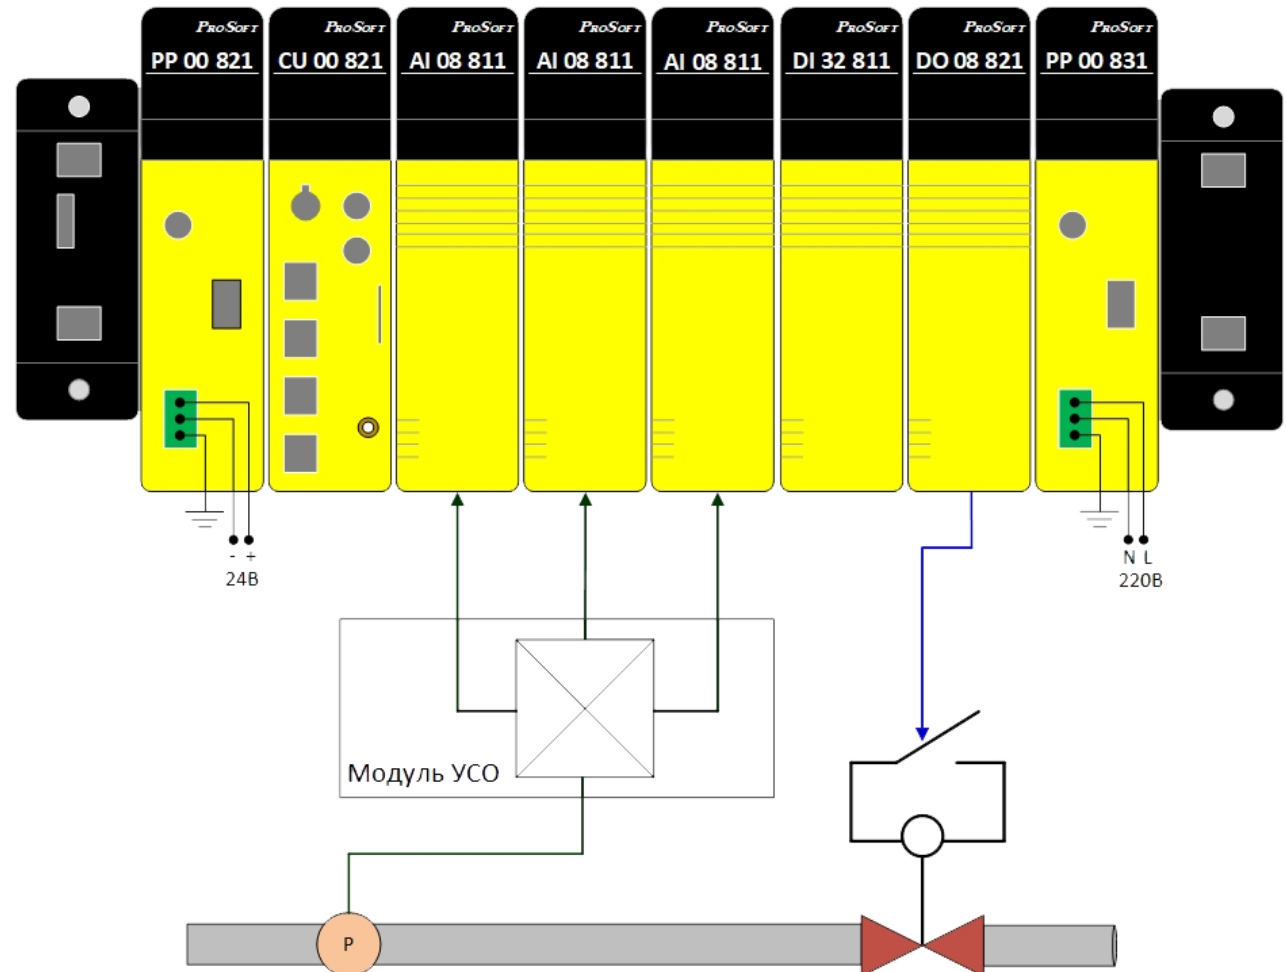 PROSOFT PROSOFT PROSOFT PROSOFT PROSOFT PROSOFT PROSOFT PROSOFT
PP 00 821 CU 00 821 AI 08 811 AI 08 811 AI 08 811 DI 32 811 DO 08 821 PP 00 831
- +
24В
N L
220В
Модуль УСО
P